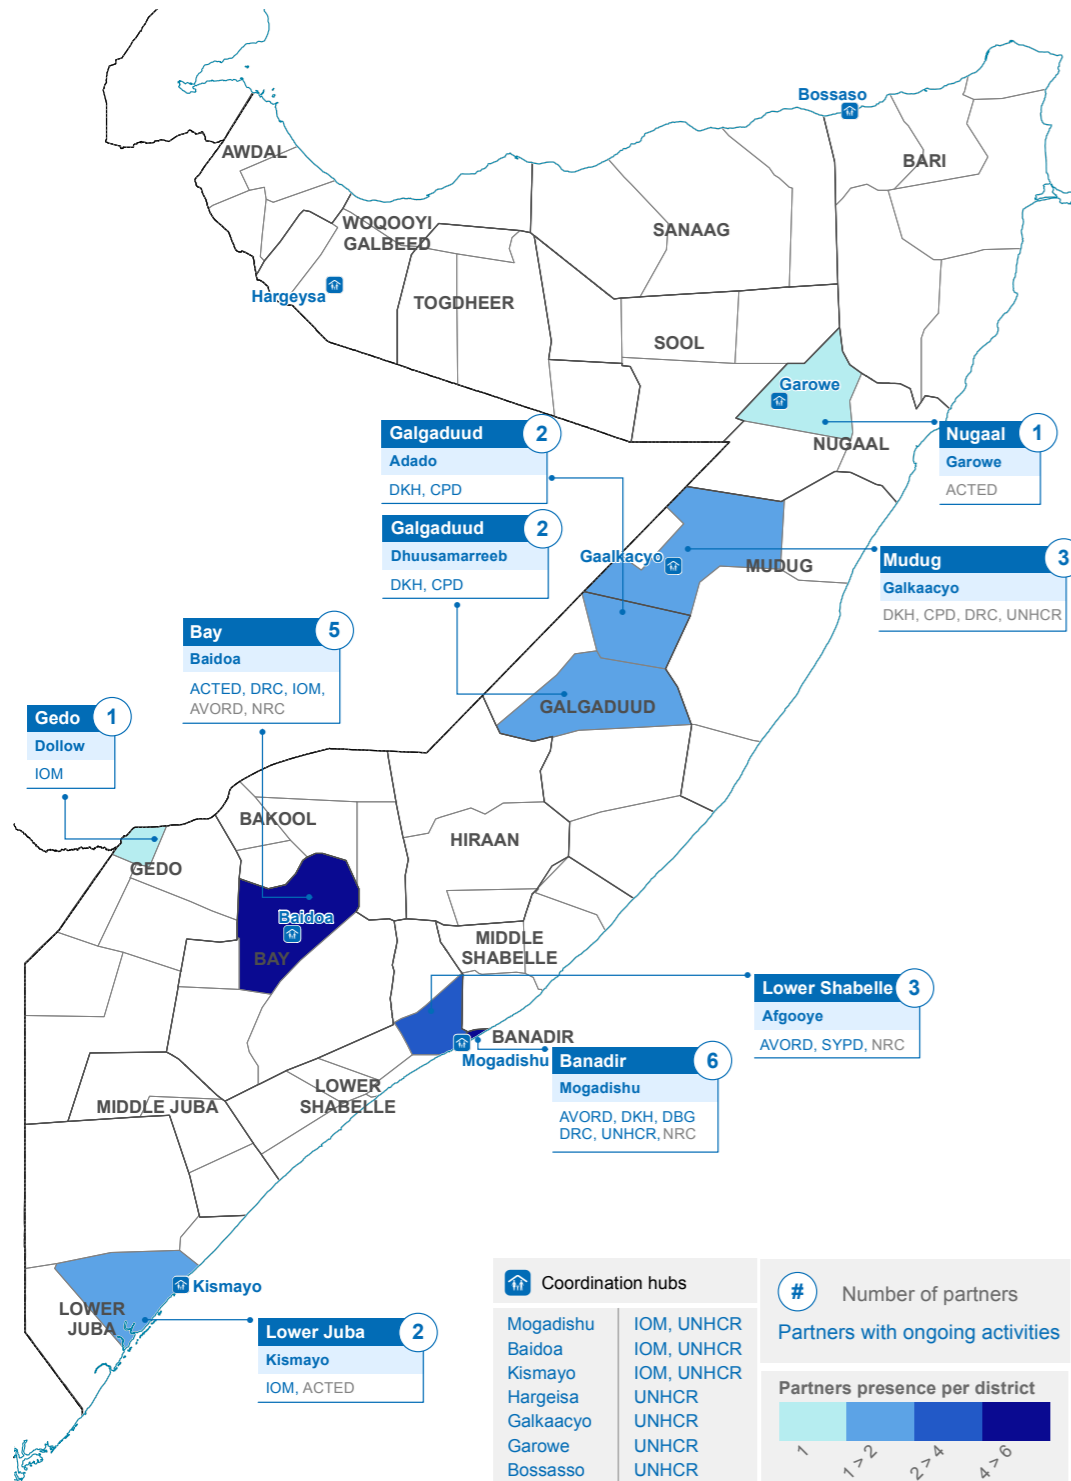 Bossaso
AWDAL
BARI
WOQOOYI
GALBEED
SANAAG
Hargeysa
TOGDHEER
SOOL
Garowe
NUGAAL
Nugaal 1
Garowe
ACTED
Galgaduud 2
Adado
DKH, CPD
Galgaduud 2
Dhuusamarreeb
DKH, CPD
Gaalkacyo
MUDUG
Mudug 3
Galkaacyo
DKH, CPD, DRC, UNHCR
Bay 5
Baidoa
ACTED, DRC, IOM,
AVORD, NRC
GALGADUUD
Gedo 1
Dollow
IOM
BAKOOL
HIRAAN
GEDO
Baidoa
BAY
MIDDLE
SHABELLE
Lower Shabelle 3
Afgooye
AVORD, SYPD, NRC
BANADIR
Mogadishu
Banadir 6
Mogadishu
AVORD, DKH, DBG
DRC, UNHCR, NRC
LOWER
SHABELLE
MIDDLE JUBA
Kismayo
LOWER
JUBA
Lower Juba 2
Kismayo
IOM, ACTED
Coordination hubs
Mogadishu IOM, UNHCR
Baidoa IOM, UNHCR
Kismayo IOM, UNHCR
Hargeisa UNHCR
Galkaacyo UNHCR
Garowe UNHCR
Bossasso UNHCR
# Number of partners
Partners with ongoing activities
Partners presence per district
1 1 > 2 2 > 4 4 > 6